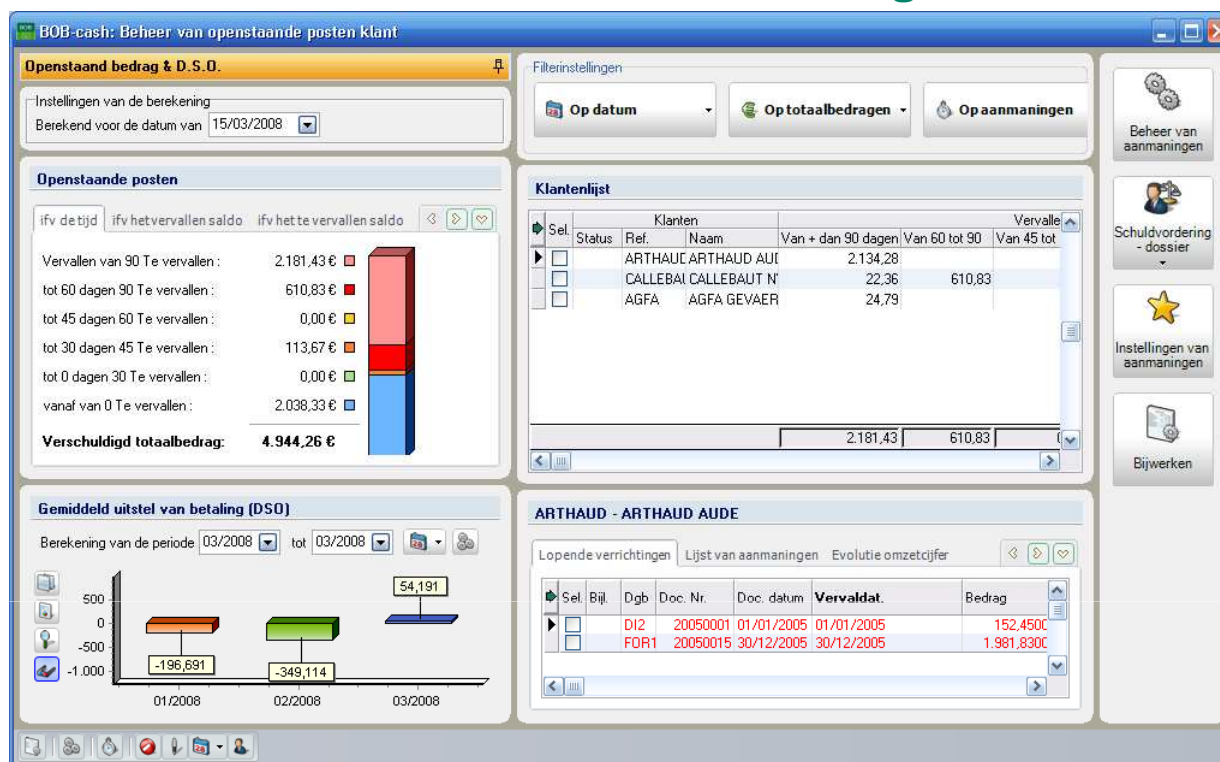 BOB-cash: Beheer van openstaande posten klant
Openstaand bedrag & D.S.O.
Instellingen van de berekening
Berekend voor de datum van 15/03/2008
Openstaande posten
ifv de tijd ifv het vervallen saldo ifv het te vervallen saldo
Vervallen van 90 Te vervallen : 2.181,43 €
tot 60 dagen 90 Te vervallen : 610,83 €
tot 45 dagen 60 Te vervallen : 0,00 €
tot 30 dagen 45 Te vervallen : 113,67 €
tot 0 dagen 30 Te vervallen : 0,00 €
vanaf van 0 Te vervallen : 2.038,33 €
Verschuldigd totaalbedrag: 4.944,26 €
Gemiddeld uitstel van betaling (DSO)
Berekening van de periode 03/2008 tot 03/2008
500
0
-500
-1.000
-196,691
-349,114
54,191
01/2008 02/2008 03/2008
Filterinstellingen
Op datum Op totaalbedragen Op aanmaningen
Klantenlijst
Klanten Vervalle
Sel. Status Ref. Naam Van + dan 90 dagen Van 60 tot 90 Van 45 tot
ARTHAUD ARTHAUD AUD 2.134,28
CALLEBAU CALLEBAUT N 22,36 610,83
AGFA AGFA GEVAER 24,79
2.181,43 610,83
ARTHAUD - ARTHAUD AUDE
Lopende verrichtingen Lijst van aanmaningen Evolutie omzetcijfer
Sel. Bijl. Dgb Doc. Nr. Doc. datum Vervaldat. Bedrag
DI2 20050001 01/01/2005 01/01/2005 152,4500
FOR1 20050015 30/12/2005 30/12/2005 1.981,8300
Beheer van
aanmaningen
Schuldvordering
- dossier
Instellingen van
aanmaningen
Bijwerken